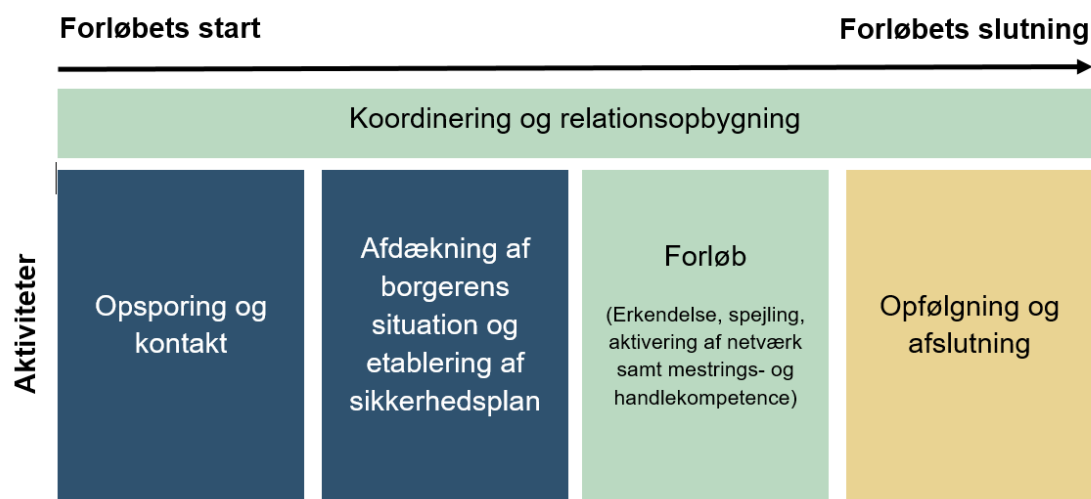 Forløbets start
Forløbets slutning
Koordinering og relationsopbygning
Aktiviteter
Opsporing og
kontakt
Afdækning af
borgerens
situation og
etablering af
sikkerhedsplan
Forløb
(Erkendelse, spejling,
aktivering af netværk
samt mestrings- og
handlekompetence)
Opfølgning og
afslutning